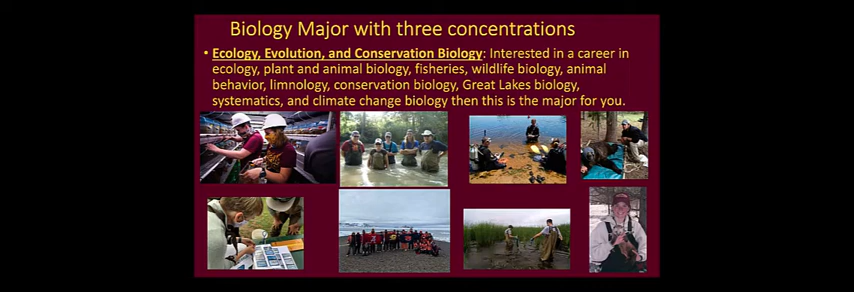 Biology Major with three concentrations
• Ecology, Evolution, and Conservation Biology: Interested in a career in
ecology, plant and animal biology, fisheries, wildlife biology, animal
behavior, limnology, conservation biology, Great Lakes biology,
systematics, and climate change biology then this is the major for you.